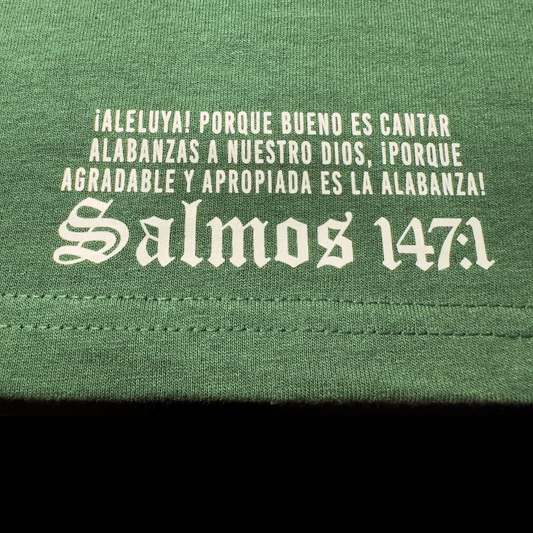 ¡ALELUYA! PORQUE BUENO ES CANTAR
ALABANZAS A NUESTRO DIOS, ¡PORQUE
AGRADABLE Y APROPIADA ES LA ALABANZA!
Salmos 147:1